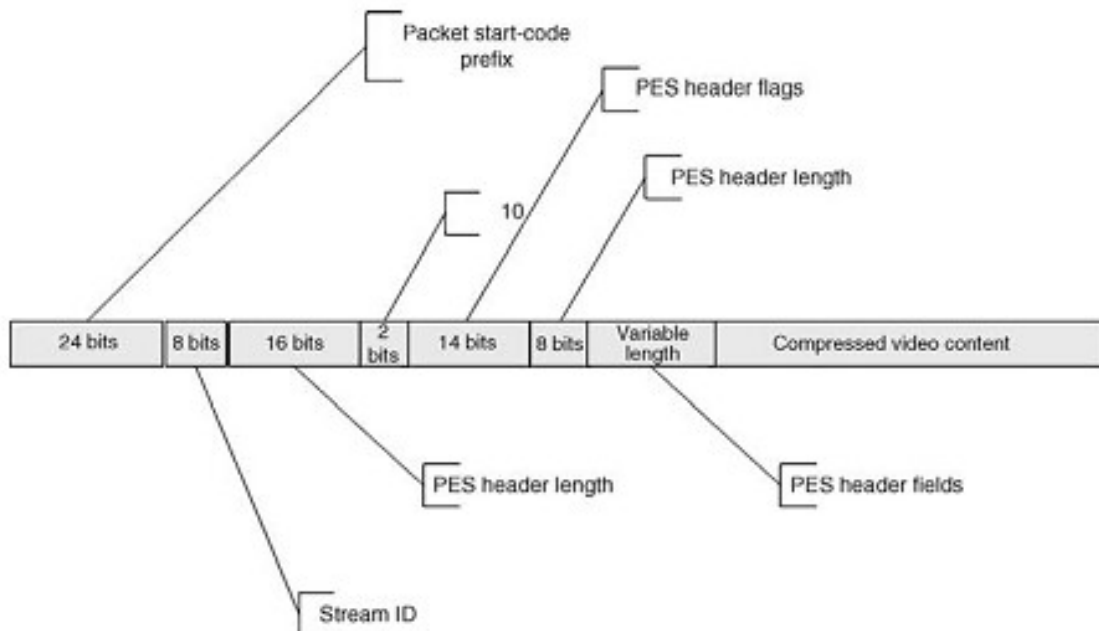 Packet start-code
prefix
PES header flags
PES header length
10
24 bits
8 bits
16 bits
2
bits
14 bits
8 bits
Variable
length
Compressed video content
PES header length
PES header fields
Stream ID